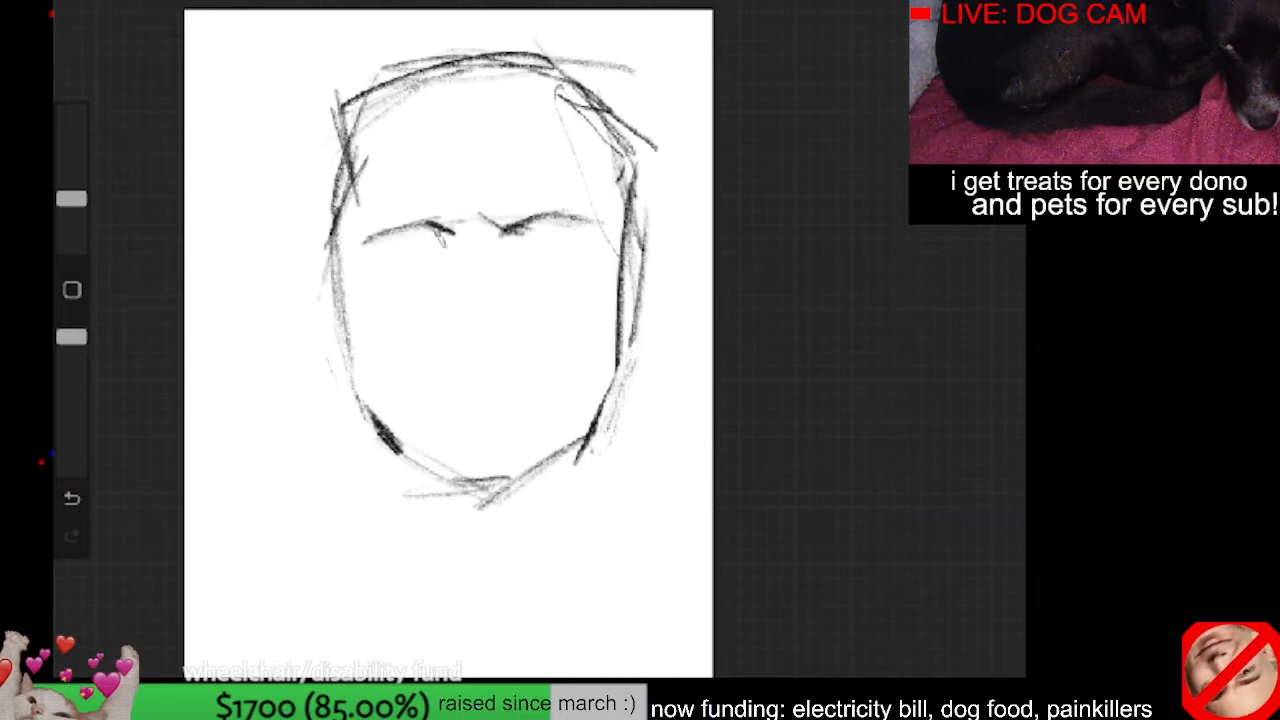 LIVE: DOG CAM
i get treats for every dono
and pets for every sub!
wheelchair/disability fund
$1700 (85.00%) raised since march :)
now funding: electricity bill, dog food, painkillers